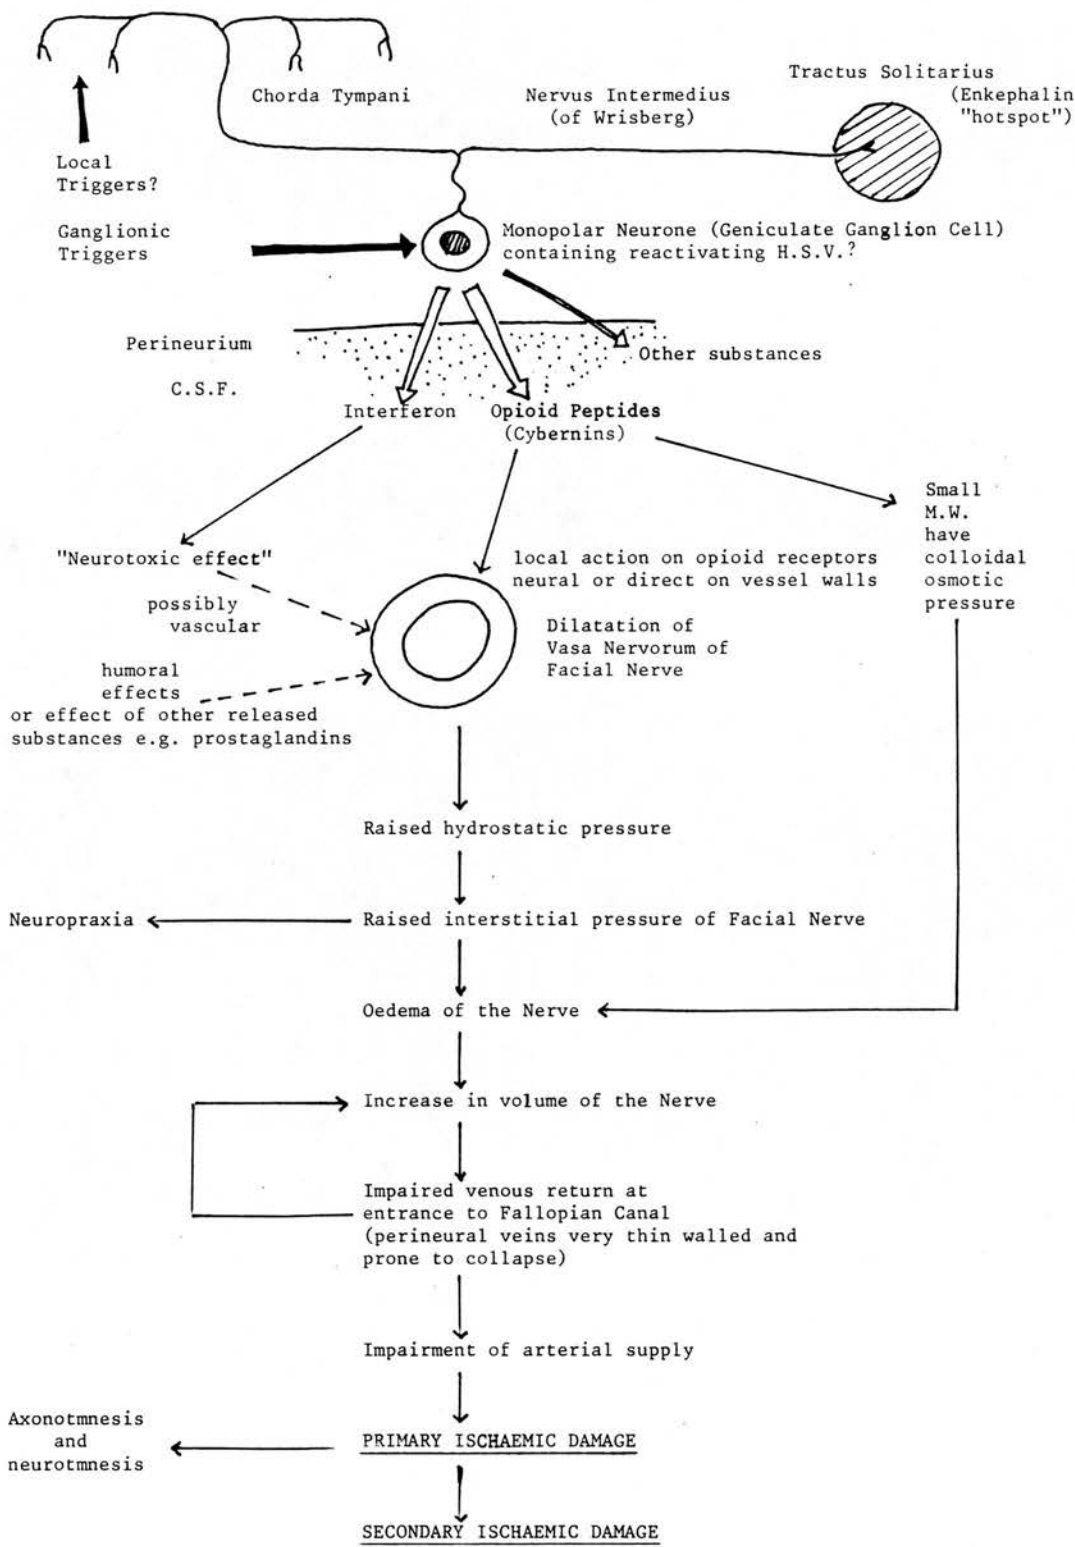 Chorda Tympani
Nervus Intermedius
(of Wrisberg)
Tractus Solitarius
(Enkephalin
"hotspot")
Local
Triggers?
Ganglionic
Triggers
Monopolar Neurone (Geniculate Ganglion Cell)
containing reactivating H.S.V.?
Perineurium
C.S.F.
Other substances
Interferon
Opioid Peptides
(Cybernins)
Small
M.W.
have
colloidal
osmotic
pressure
"Neurotoxic effect"
possibly
vascular
local action on opioid receptors
neural or direct on vessel walls
Dilatation of
Vasa Nervorum of
Facial Nerve
humoral
effects
or effect of other released
substances e.g. prostaglandins
Raised hydrostatic pressure
Neuropraxia
Raised interstitial pressure of Facial Nerve
Oedema of the Nerve
Increase in volume of the Nerve
Impaired venous return at
entrance to Fallopian Canal
(perineural veins very thin walled and
prone to collapse)
Impairment of arterial supply
Axonotmnesis
and
neurotmnesis
PRIMARY ISCHAEMIC DAMAGE
SECONDARY ISCHAEMIC DAMAGE